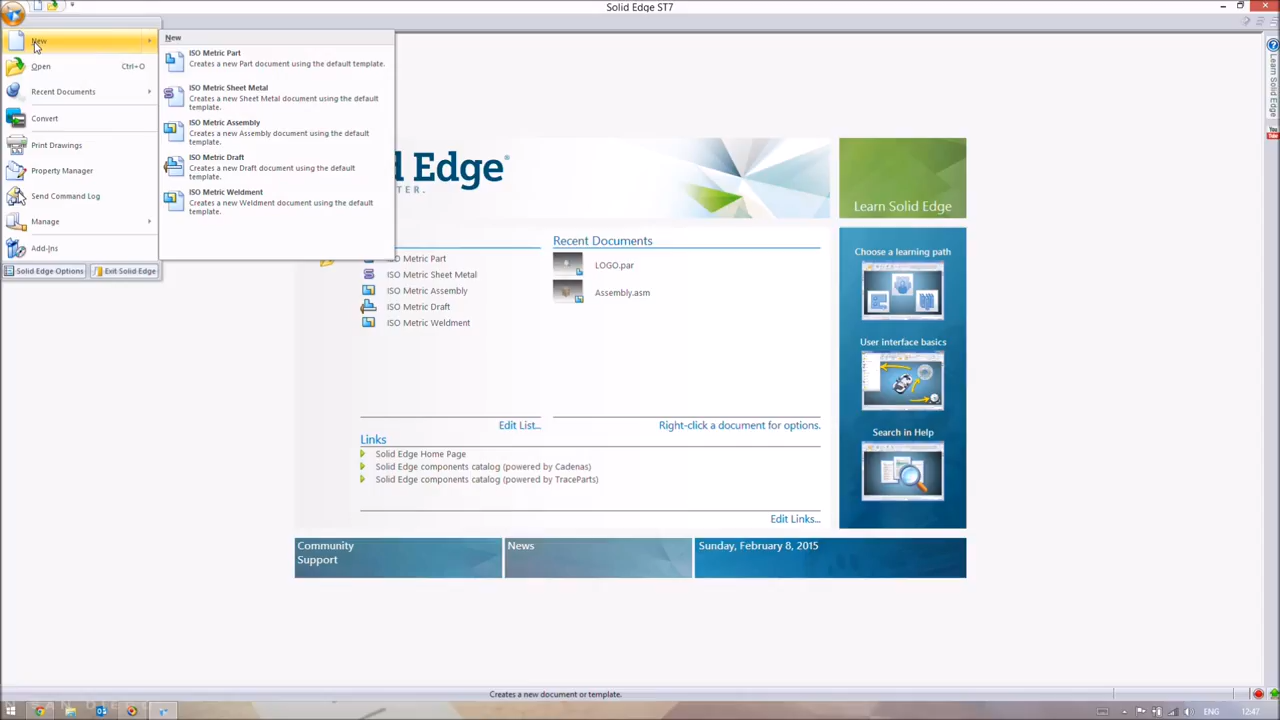 Solid Edge ST7
New
Open Ctrl+O
Recent Documents
Convert
Print Drawings
Property Manager
Send Command Log
Manage
Add-Ins
Solid Edge Options Exit Solid Edge
New
ISO Metric Part
Creates a new Part document using the default template.
ISO Metric Sheet Metal
Creates a new Sheet Metal document using the default
template.
ISO Metric Assembly
Creates a new Assembly document using the default
template.
ISO Metric Draft
Creates a new Draft document using the default
template.
ISO Metric Weldment
Creates a new Weldment document using the default
template.
d Edge®
TER.
ISO Metric Part
ISO Metric Sheet Metal
ISO Metric Assembly
ISO Metric Draft
ISO Metric Weldment
Edit List...
Recent Documents
LOGO.par
Assembly.asm
Right-click a document for options.
Links
Solid Edge Home Page
Solid Edge components catalog (powered by Cadenas)
Solid Edge components catalog (powered by TraceParts)
Edit Links...
Learn Solid Edge
Choose a learning path
User interface basics
Search in Help
Community
Support
News
Sunday, February 8, 2015
Learn Solid Edge
You
Tube
Creates a new document or template.
ENG 12:47